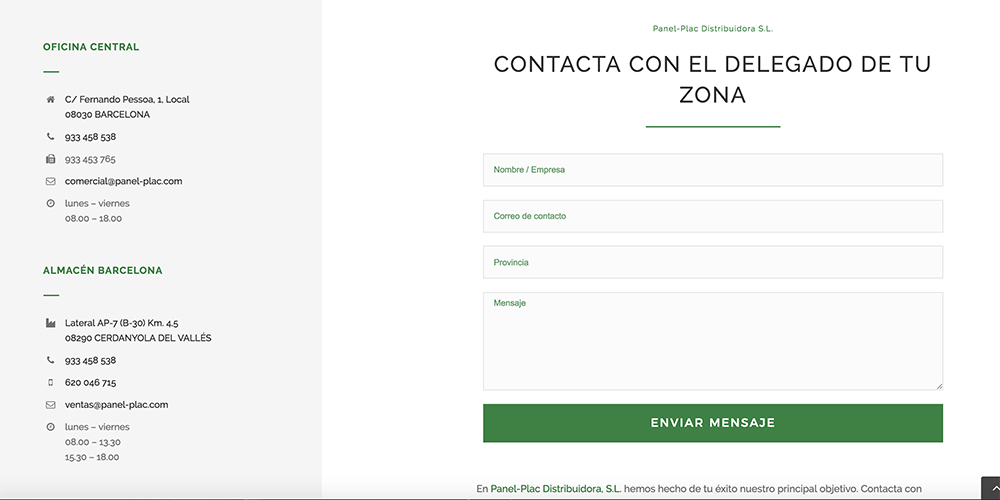 OFICINA CENTRAL
C/ Fernando Pessoa, 1, Local
08030 BARCELONA
933 458 538
933 453 765
comercial@panel-plac.com
lunes – viernes
08.00 – 18.00
ALMACÉN BARCELONA
Lateral AP-7 (B-30) Km. 4,5
08290 CERDANYOLA DEL VALLÉS
933 458 538
620 046 715
ventas@panel-plac.com
lunes – viernes
08.00 – 13.30
15.30 – 18.00
Panel-Plac Distribuidora S.L.
CONTACTA CON EL DELEGADO DE TU
ZONA
Nombre / Empresa
Correo de contacto
Provincia
Mensaje
ENVIAR MENSAJE
En Panel-Plac Distribuidora, S.L. hemos hecho de tu éxito nuestro principal objetivo. Contacta con